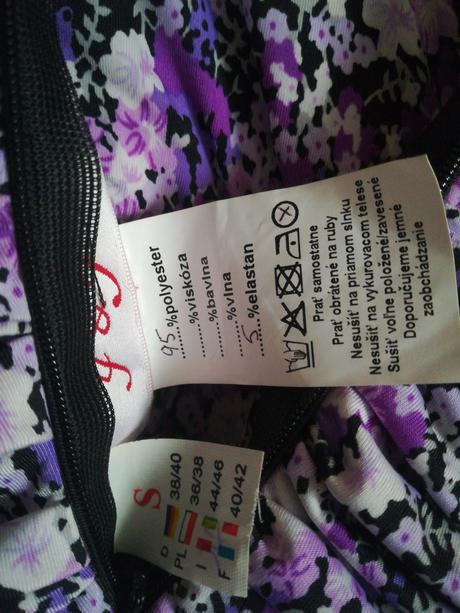 95 %polyester
........%viskóza
........%bavlna
........%vlna
5 %elastan
Prať samostatne
Prať obrátené na ruby
Nesušiť na priamom slnku
Nesušiť na vykurovacom telese
Sušiť voľne položené/zavesené
Doporučujeme jemné
zaobchádzanie
S
D 38/40
PL 36/38
I 44/46
F 40/42